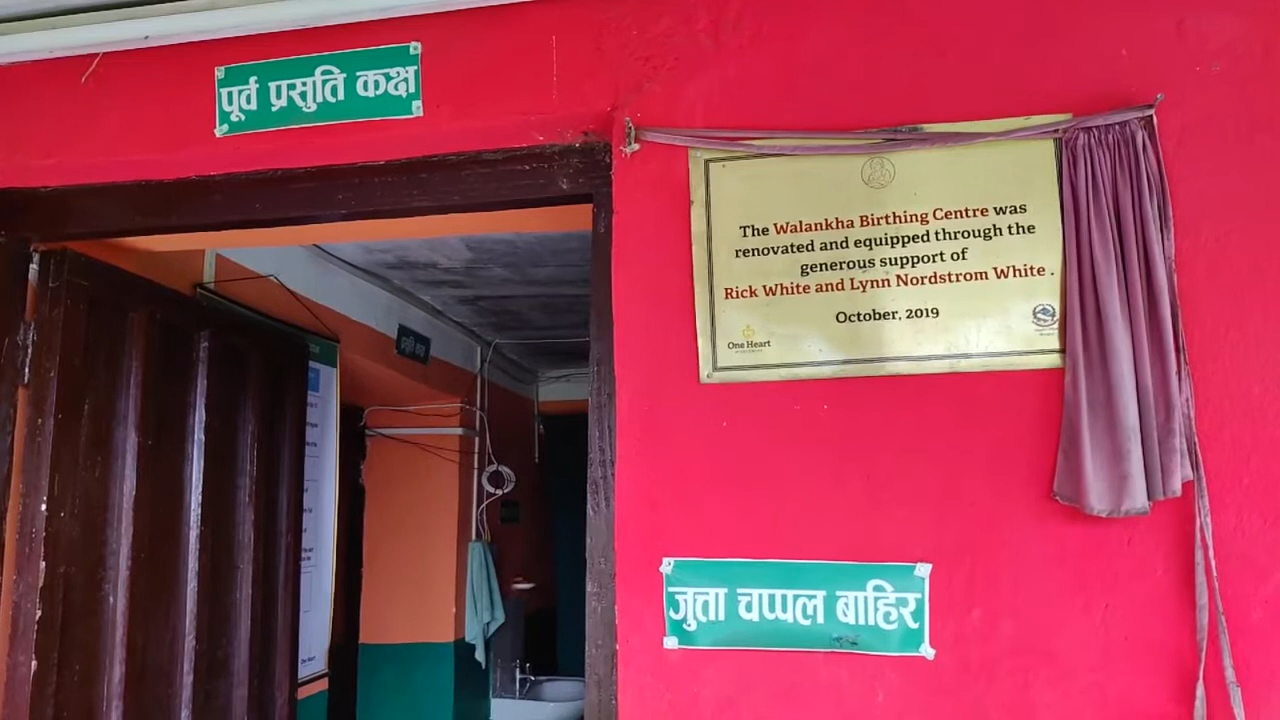 पूर्व प्रसुति कक्ष
The Walankha Birthing Centre was
renovated and equipped through the
generous support of
Rick White and Lynn Nordstrom White .
October, 2019
One Heart
जुत्ता चप्पल बाहिर